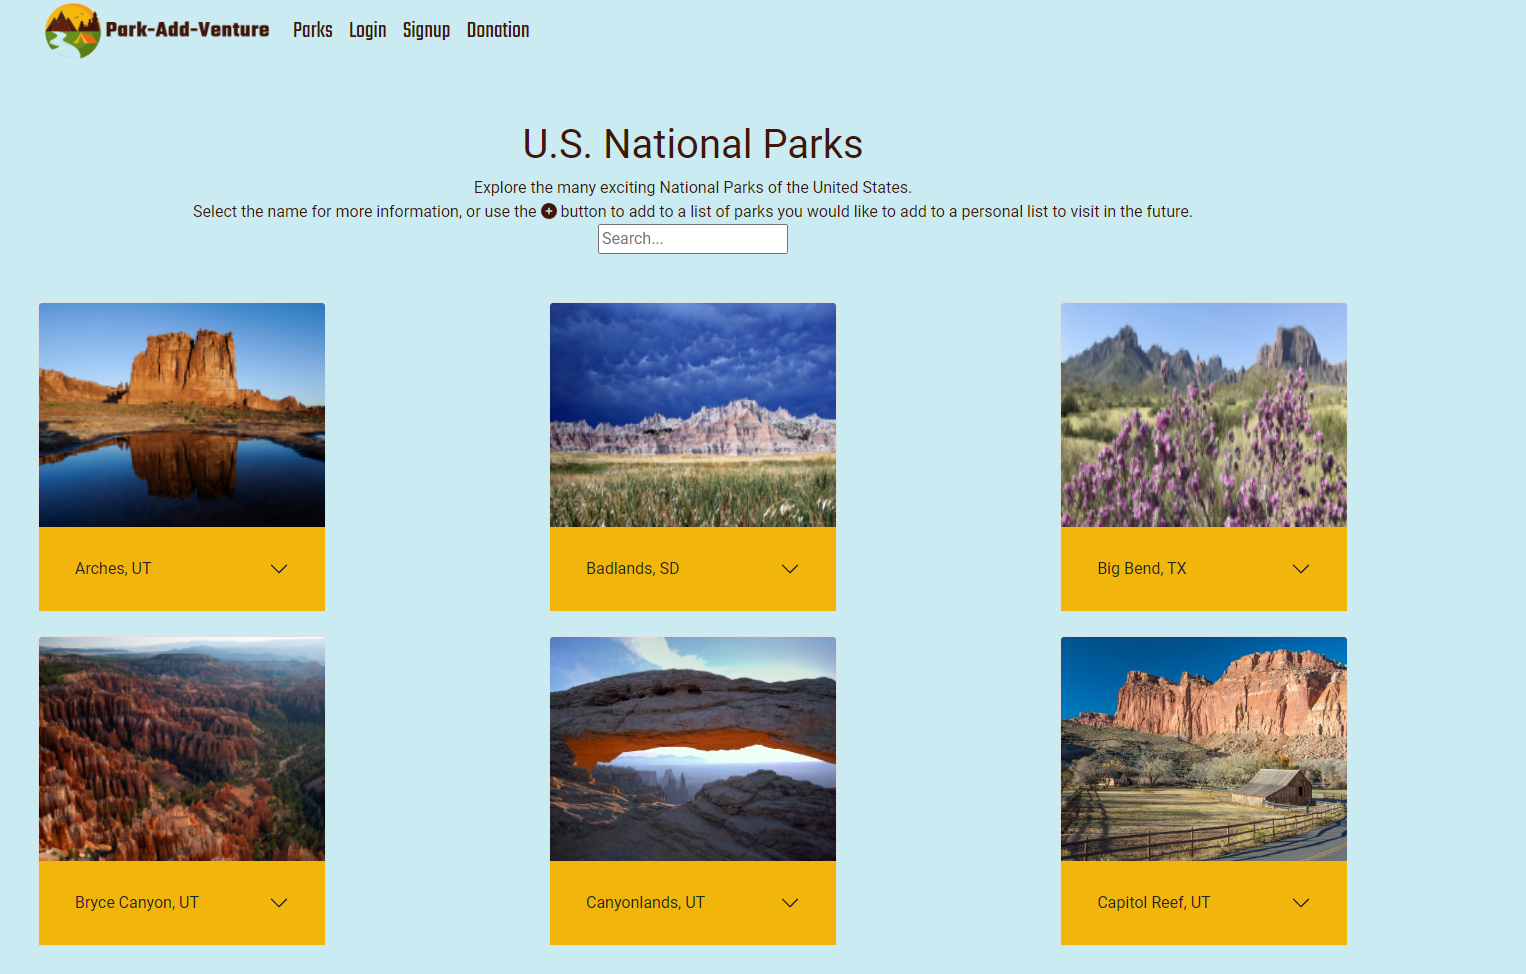 Park-Add-Venture Parks Login Signup Donation
U.S. National Parks
Explore the many exciting National Parks of the United States.
Select the name for more information, or use the button to add to a list of parks you would like to add to a personal list to visit in the future.
Search...
Arches, UT
Badlands, SD
Big Bend, TX
Bryce Canyon, UT
Canyonlands, UT
Capitol Reef, UT